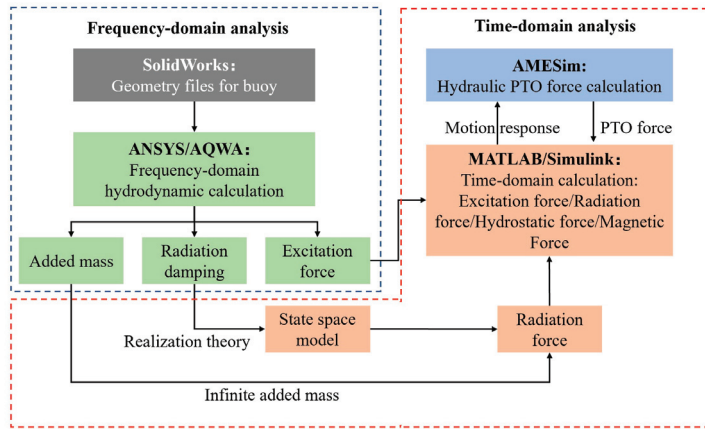 Frequency-domain analysis
SolidWorks:
Geometry files for buoy
ANSYS/AQWA:
Frequency-domain
hydrodynamic calculation
Added mass
Radiation
damping
Excitation
force
Time-domain analysis
AMESim:
Hydraulic PTO force calculation
Motion response
PTO force
MATLAB/Simulink:
Time-domain calculation:
Excitation force/Radiation
force/Hydrostatic force/Magnetic
Force
Realization theory
State space
model
Radiation
force
Infinite added mass